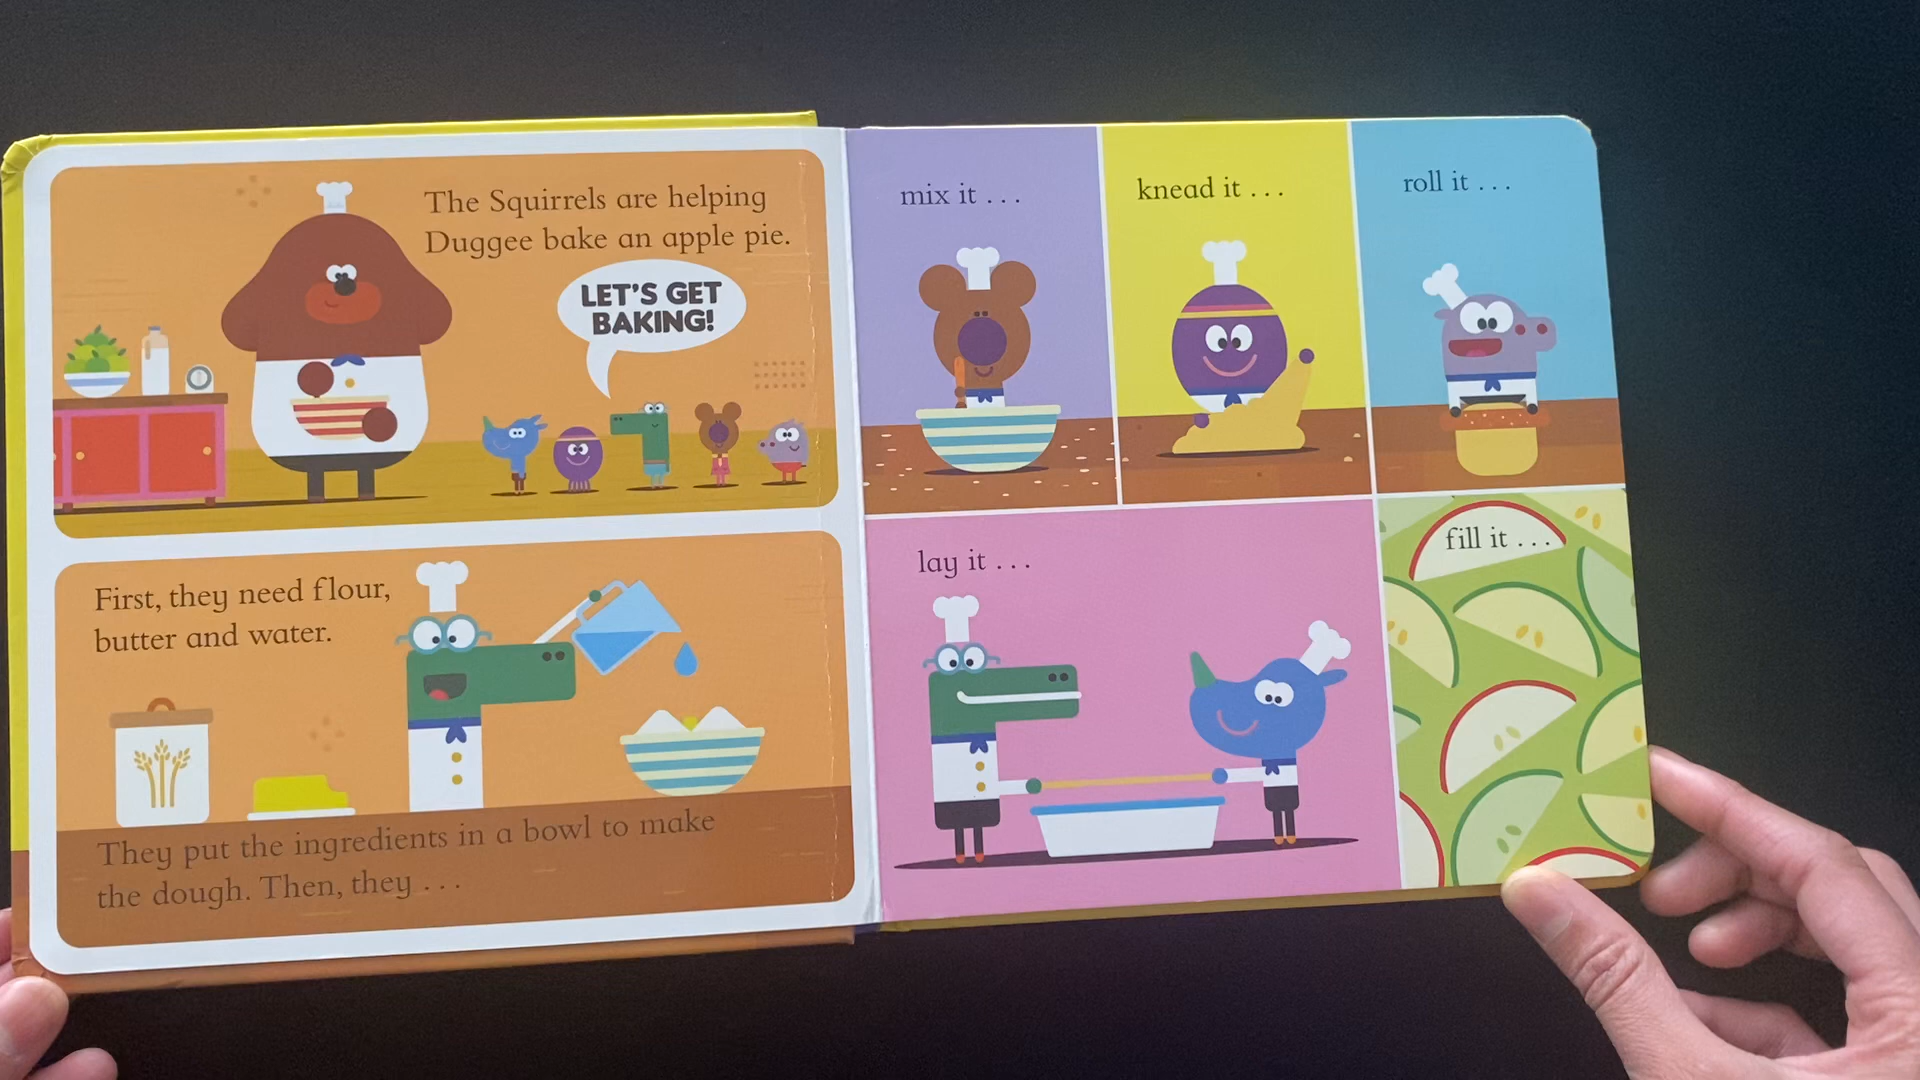 The Squirrels are helping
Duggee bake an apple pie.
LET'S GET
BAKING!
First, they need flour,
butter and water.
They put the ingredients in a bowl to make
the dough. Then, they . . .
mix it . . .
knead it . . .
roll it . . .
lay it . . .
fill it . . .